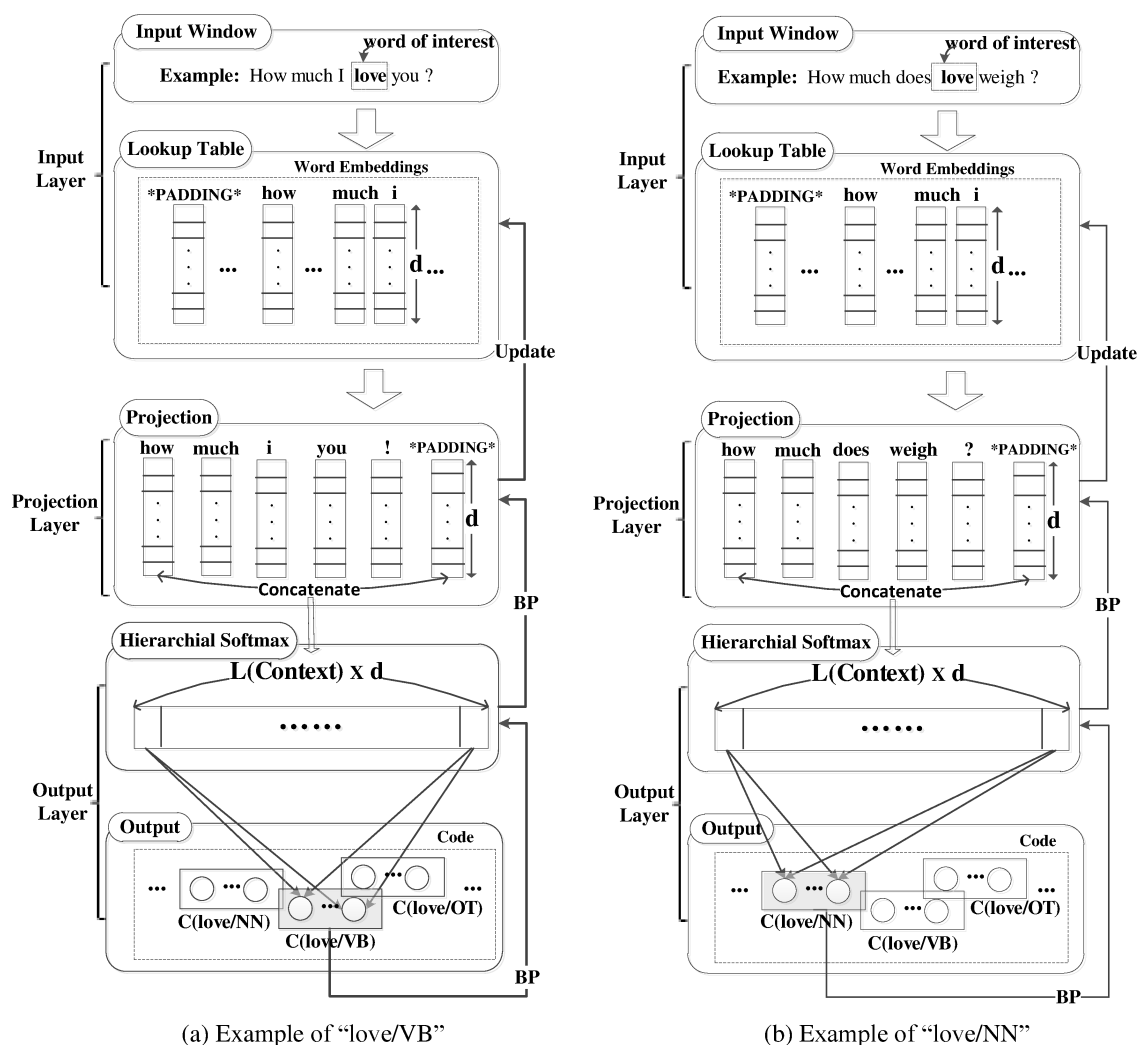 Input Window
word of interest
Example: How much I love you ?
Input
Layer
Lookup Table
Word Embeddings
*PADDING* how much i
... ... d ...
Update
Projection
how much i you ! *PADDING*
Projection
Layer
d
Concatenate
BP
Hierarchial Softmax
L(Context) X d
......
Output
Layer
Output
Code
... ... ... ...
C(love/NN) ... C(love/OT)
C(love/VB)
BP
(a) Example of “love/VB”
Input Window
word of interest
Example: How much does love weigh ?
Input
Layer
Lookup Table
Word Embeddings
*PADDING* how much i
... ... d ...
Update
Projection
how much does weigh ? *PADDING*
Projection
Layer
d
Concatenate
BP
Hierarchial Softmax
L(Context) X d
......
Output
Layer
Output
Code
... ... ... ...
C(love/NN) ... C(love/OT)
C(love/VB)
BP
(b) Example of “love/NN”